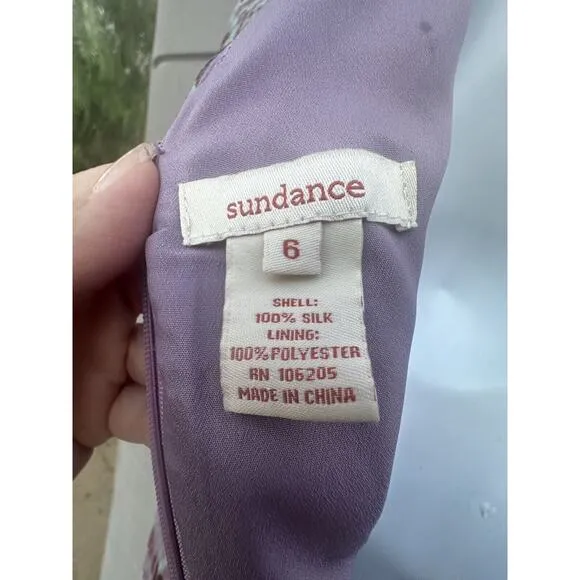 sundance
6
SHELL:
100% SILK
LINING:
100%POLYESTER
RN 106205
MADE IN CHINA